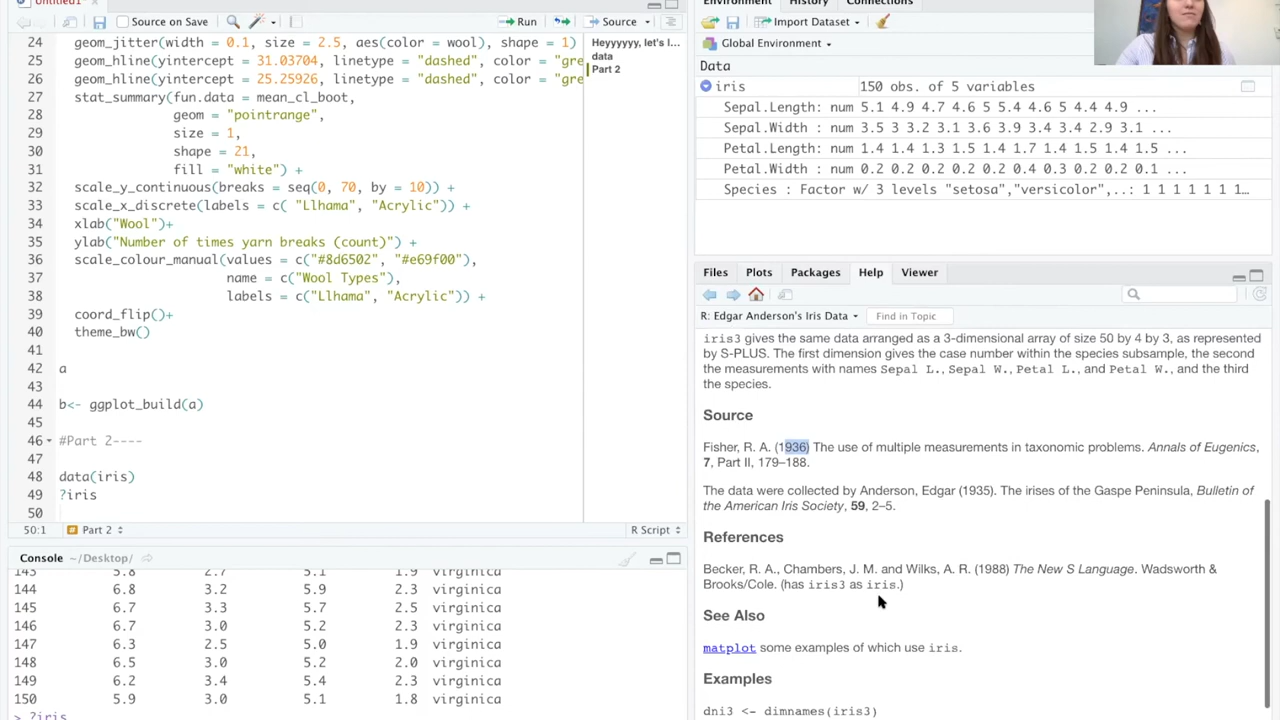 Untitled1*
Source on Save
Run
Source
24 geom_jitter(width = 0.1, size = 2.5, aes(color = wool), shape = 1)
25 geom_hline(yintercept = 31.03704, linetype = "dashed", color = "gre
26 geom_hline(yintercept = 25.25926, linetype = "dashed", color = "gre
27 stat_summary(fun.data = mean_cl_boot,
28 geom = "pointrange",
29 size = 1,
30 shape = 21,
31 fill = "white") +
32 scale_y_continuous(breaks = seq(0, 70, by = 10)) +
33 scale_x_discrete(labels = c( "Llhama", "Acrylic")) +
34 xlab("Wool")+
35 ylab("Number of times yarn breaks (count)") +
36 scale_colour_manual(values = c("#8d6502", "#e69f00"),
37 name = c("Wool Types"),
38 labels = c("Llhama", "Acrylic")) +
39 coord_flip()+
40 theme_bw()
41
42 a
43
44 b<- ggplot_build(a)
45
46 #Part 2----
47
48 data(iris)
49 ?iris
50
Heyyyyyy, let's l...
data
Part 2
50:1 Part 2 R Script
Console ~/Desktop/
143 5.8 2.7 5.1 1.9 virginica
144 6.8 3.2 5.9 2.3 virginica
145 6.7 3.3 5.7 2.5 virginica
146 6.7 3.0 5.2 2.3 virginica
147 6.3 2.5 5.0 1.9 virginica
148 6.5 3.0 5.2 2.0 virginica
149 6.2 3.4 5.4 2.3 virginica
150 5.9 3.0 5.1 1.8 virginica
> ?iris
Environment History Connections
Import Dataset
Global Environment
Data
iris 150 obs. of 5 variables
Sepal.Length: num 5.1 4.9 4.7 4.6 5 5.4 4.6 5 4.4 4.9 ...
Sepal.Width : num 3.5 3 3.2 3.1 3.6 3.9 3.4 3.4 2.9 3.1 ...
Petal.Length: num 1.4 1.4 1.3 1.5 1.4 1.7 1.4 1.5 1.4 1.5 ...
Petal.Width : num 0.2 0.2 0.2 0.2 0.2 0.4 0.3 0.2 0.2 0.1 ...
Species : Factor w/ 3 levels "setosa","versicolor",..: 1 1 1 1 1 1 1...
Files Plots Packages Help Viewer
R: Edgar Anderson's Iris Data Find in Topic
iris3 gives the same data arranged as a 3-dimensional array of size 50 by 4 by 3, as represented
by S-PLUS. The first dimension gives the case number within the species subsample, the second
the measurements with names Sepal L., Sepal W., Petal L., and Petal W., and the third
the species.
Source
Fisher, R. A. (1936) The use of multiple measurements in taxonomic problems. Annals of Eugenics,
7, Part II, 179–188.
The data were collected by Anderson, Edgar (1935). The irises of the Gaspe Peninsula, Bulletin of
the American Iris Society, 59, 2–5.
References
Becker, R. A., Chambers, J. M. and Wilks, A. R. (1988) The New S Language. Wadsworth &
Brooks/Cole. (has iris3 as iris.)
See Also
matplot some examples of which use iris.
Examples
dni3 <- dimnames(iris3)